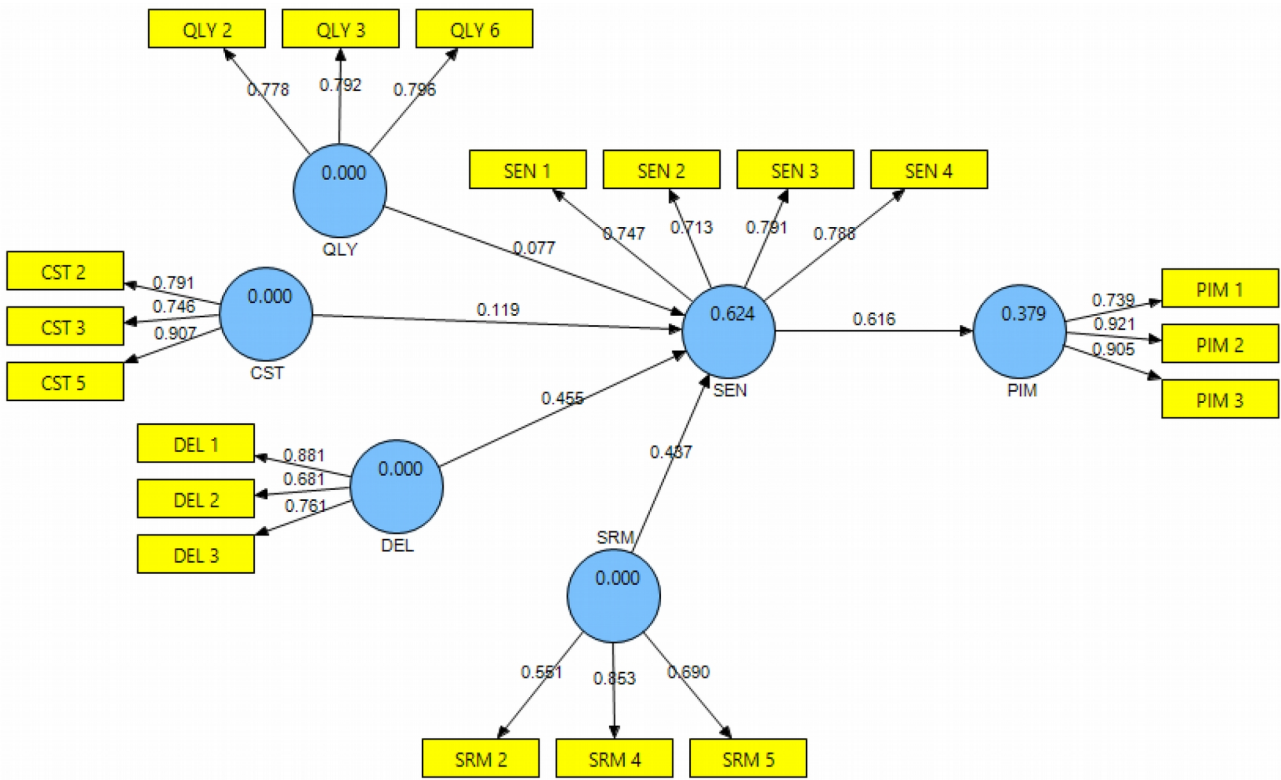 QLY 2 QLY 3 QLY 6
0.778 0.792 0.796
0.000
QLY
SEN 1 SEN 2 SEN 3 SEN 4
0.747 0.713 0.791 0.788
0.077
CST 2
CST 3
CST 5
0.791
0.746
0.907
0.000
CST
0.119
0.624
SEN
0.616
0.379
PIM
0.739
0.921
0.905
PIM 1
PIM 2
PIM 3
0.455
DEL 1
DEL 2
DEL 3
0.881
0.681
0.761
0.000
DEL
0.437
SRM
0.000
0.551 0.853 0.690
SRM 2 SRM 4 SRM 5